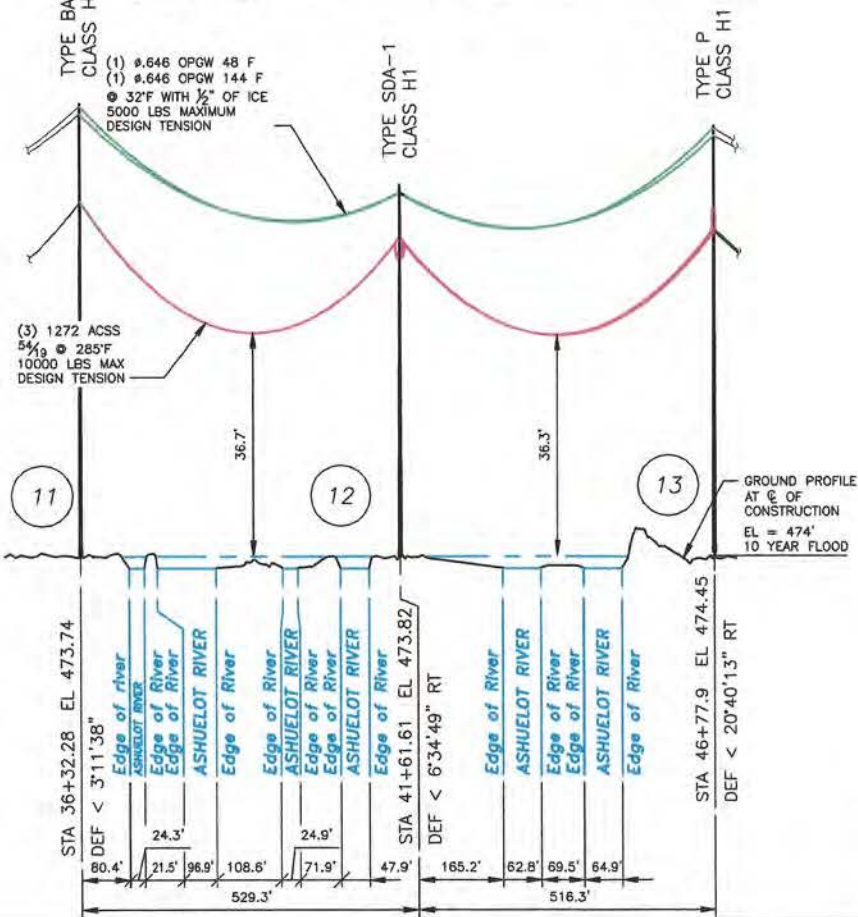 TYPE BA
CLASS H
(1) ø.646 OPGW 48 F
(1) ø.646 OPGW 144 F
@ 32°F WITH ½" OF ICE
5000 LBS MAXIMUM
DESIGN TENSION
TYPE SDA-1
CLASS H1
TYPE P
CLASS H1
(3) 1272 ACSS
54/19 @ 285°F
10000 LBS MAX
DESIGN TENSION
36.7'
36.3'
11
12
13
GROUND PROFILE
AT ℄ OF
CONSTRUCTION
EL = 474'
10 YEAR FLOOD
STA 36+32.28 EL 473.74
DEF < 3°11'38"
Edge of river
ASHUELOT RIVER
Edge of River
Edge of River
ASHUELOT RIVER
Edge of River
Edge of River
ASHUELOT RIVER
Edge of River
Edge of River
ASHUELOT RIVER
Edge of River
STA 41+61.61 EL 473.82
DEF < 6°34'49" RT
Edge of River
ASHUELOT RIVER
Edge of River
Edge of River
ASHUELOT RIVER
Edge of River
STA 46+77.9 EL 474.45
DEF < 20°40'13" RT
24.3'
24.9'
80.4'
21.5'
96.9'
108.6'
71.9'
47.9'
165.2'
62.8'
69.5'
64.9'
529.3'
516.3'